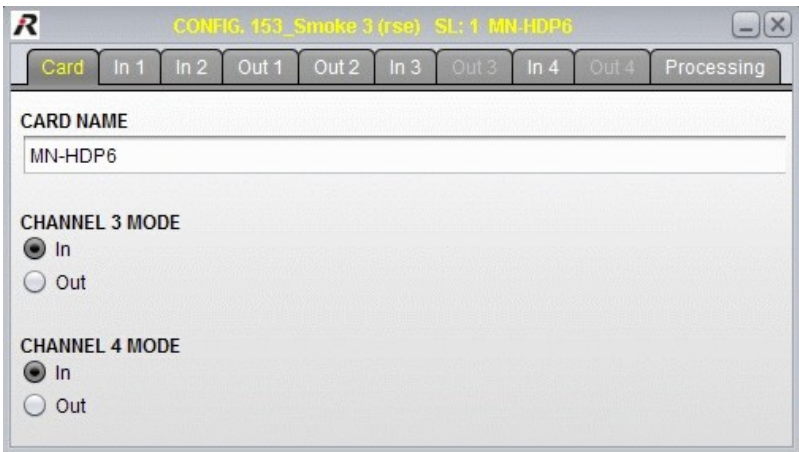 R CONFIG. 153_Smoke 3 (rse) SL: 1 MN-HDP6
Card In 1 In 2 Out 1 Out 2 In 3 Out 3 In 4 Out 4 Processing
CARD NAME
MN-HDP6
CHANNEL 3 MODE
In
Out
CHANNEL 4 MODE
In
Out